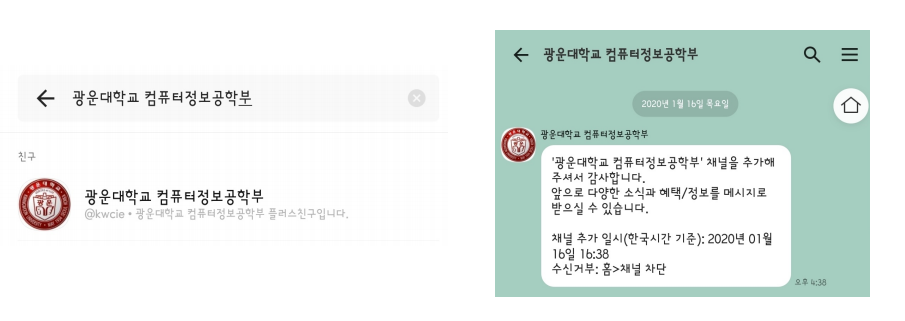 광운대학교 컴퓨터정보공학부
친구
광운대학교 컴퓨터정보공학부
@kwcie • 광운대학교 컴퓨터정보공학부 플러스친구입니다.
광운대학교 컴퓨터정보공학부
2020년 1월 16일 목요일
광운대학교 컴퓨터정보공학부
'광운대학교 컴퓨터정보공학부' 채널을 추가해
주셔서 감사합니다.
앞으로 다양한 소식과 혜택/정보를 메시지로
받으실 수 있습니다.
채널 추가 일시(한국시간 기준): 2020년 01월
16일 16:38
수신거부: 홈>채널 차단
오후 4:38